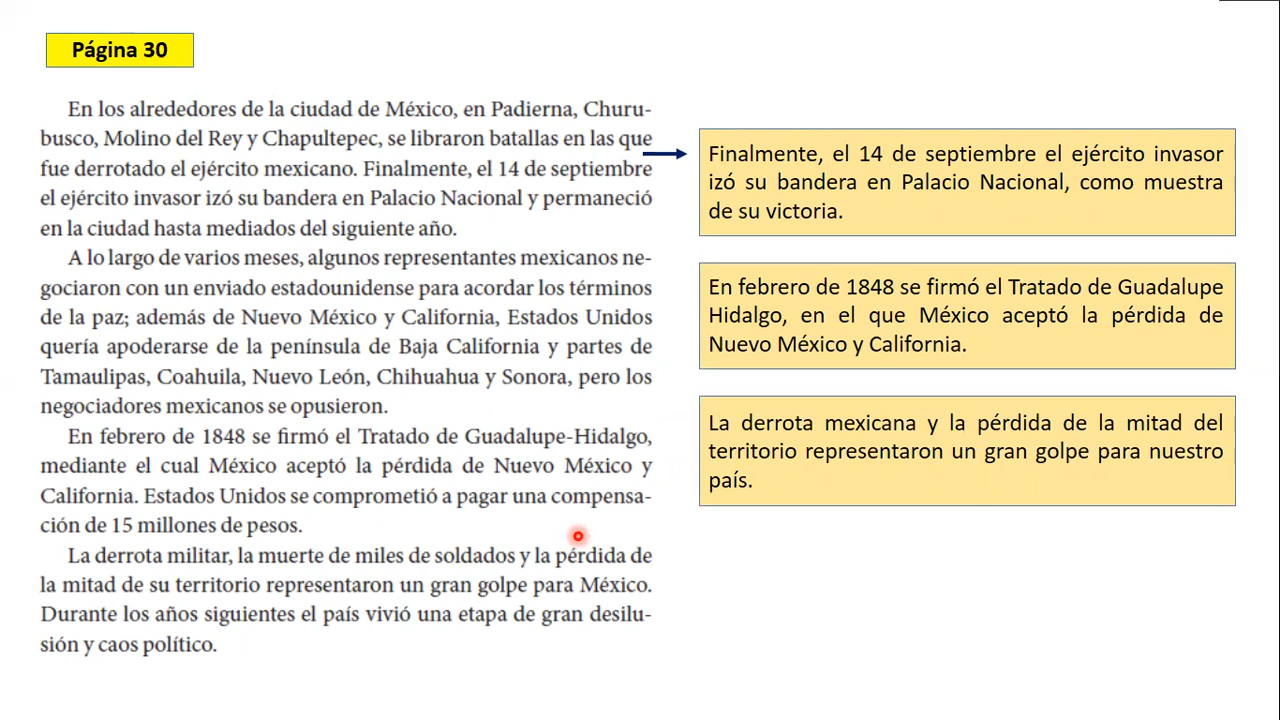 Página 30
En los alrededores de la ciudad de México, en Padierna, Churu-
busco, Molino del Rey y Chapultepec, se libraron batallas en las que
fue derrotado el ejército mexicano. Finalmente, el 14 de septiembre
el ejército invasor izó su bandera en Palacio Nacional y permaneció
en la ciudad hasta mediados del siguiente año.
A lo largo de varios meses, algunos representantes mexicanos ne-
gociaron con un enviado estadounidense para acordar los términos
de la paz; además de Nuevo México y California, Estados Unidos
quería apoderarse de la península de Baja California y partes de
Tamaulipas, Coahuila, Nuevo León, Chihuahua y Sonora, pero los
negociadores mexicanos se opusieron.
En febrero de 1848 se firmó el Tratado de Guadalupe-Hidalgo,
mediante el cual México aceptó la pérdida de Nuevo México y
California. Estados Unidos se comprometió a pagar una compensa-
ción de 15 millones de pesos.
La derrota militar, la muerte de miles de soldados y la pérdida de
la mitad de su territorio representaron un gran golpe para México.
Durante los años siguientes el país vivió una etapa de gran desilu-
sión y caos político.
Finalmente, el 14 de septiembre el ejército invasor
izó su bandera en Palacio Nacional, como muestra
de su victoria.
En febrero de 1848 se firmó el Tratado de Guadalupe
Hidalgo, en el que México aceptó la pérdida de
Nuevo México y California.
La derrota mexicana y la pérdida de la mitad del
territorio representaron un gran golpe para nuestro
país.